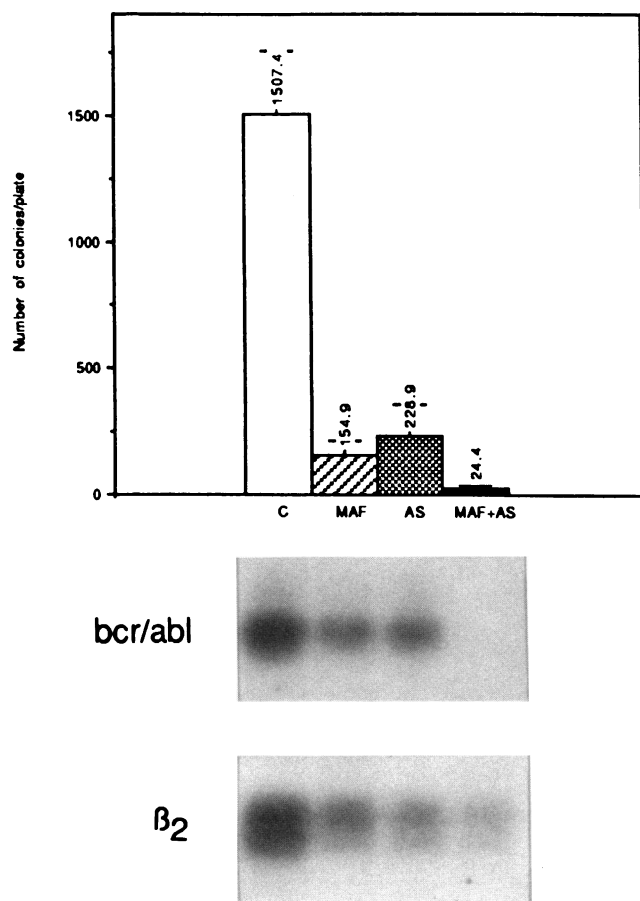 Number of colonies/plate
1500
1000
500
0
1507.4
154.9
228.9
24.4
C MAF AS MAF+AS
bcr/abl
ß2